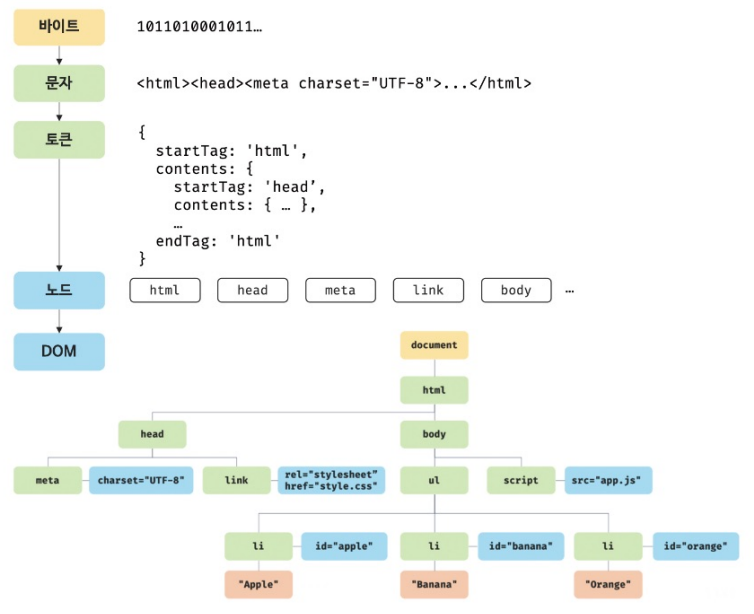 바이트
1011010001011…
문자
<html><head><meta charset="UTF-8">...</html>
토큰
{
startTag: 'html',
contents: {
startTag: 'head’,
contents: { … },
…
endTag: 'html'
}
노드
html head meta link body …
DOM
document
html
head body
meta charset="UTF-8" link rel="stylesheet”
href="style.css" ul script src="app.js"
li id="apple" li id="banana" li id="orange"
"Apple" "Banana" "Orange"